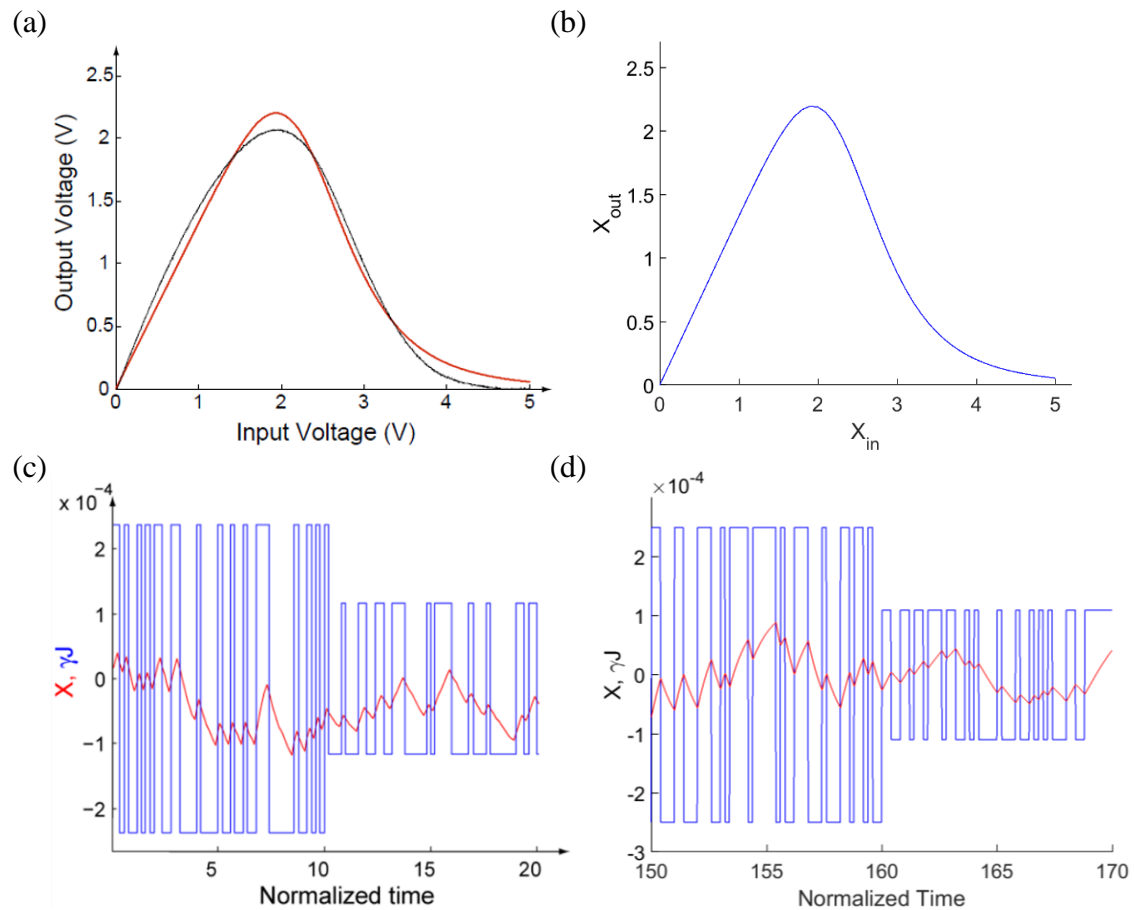 (a)
Output Voltage (V)
2.5
2
1.5
1
0.5
0
0 1 2 3 4 5
Input Voltage (V)
(b)
X_out
2.5
2
1.5
1
0.5
0
0 1 2 3 4 5
X_in
(c)
x 10⁻⁴
X, γJ
2
1
0
−1
−2
5 10 15 20
Normalized time
(d)
×10⁻⁴
X, γJ
2
1
0
-1
-2
-3
150 155 160 165 170
Normalized Time